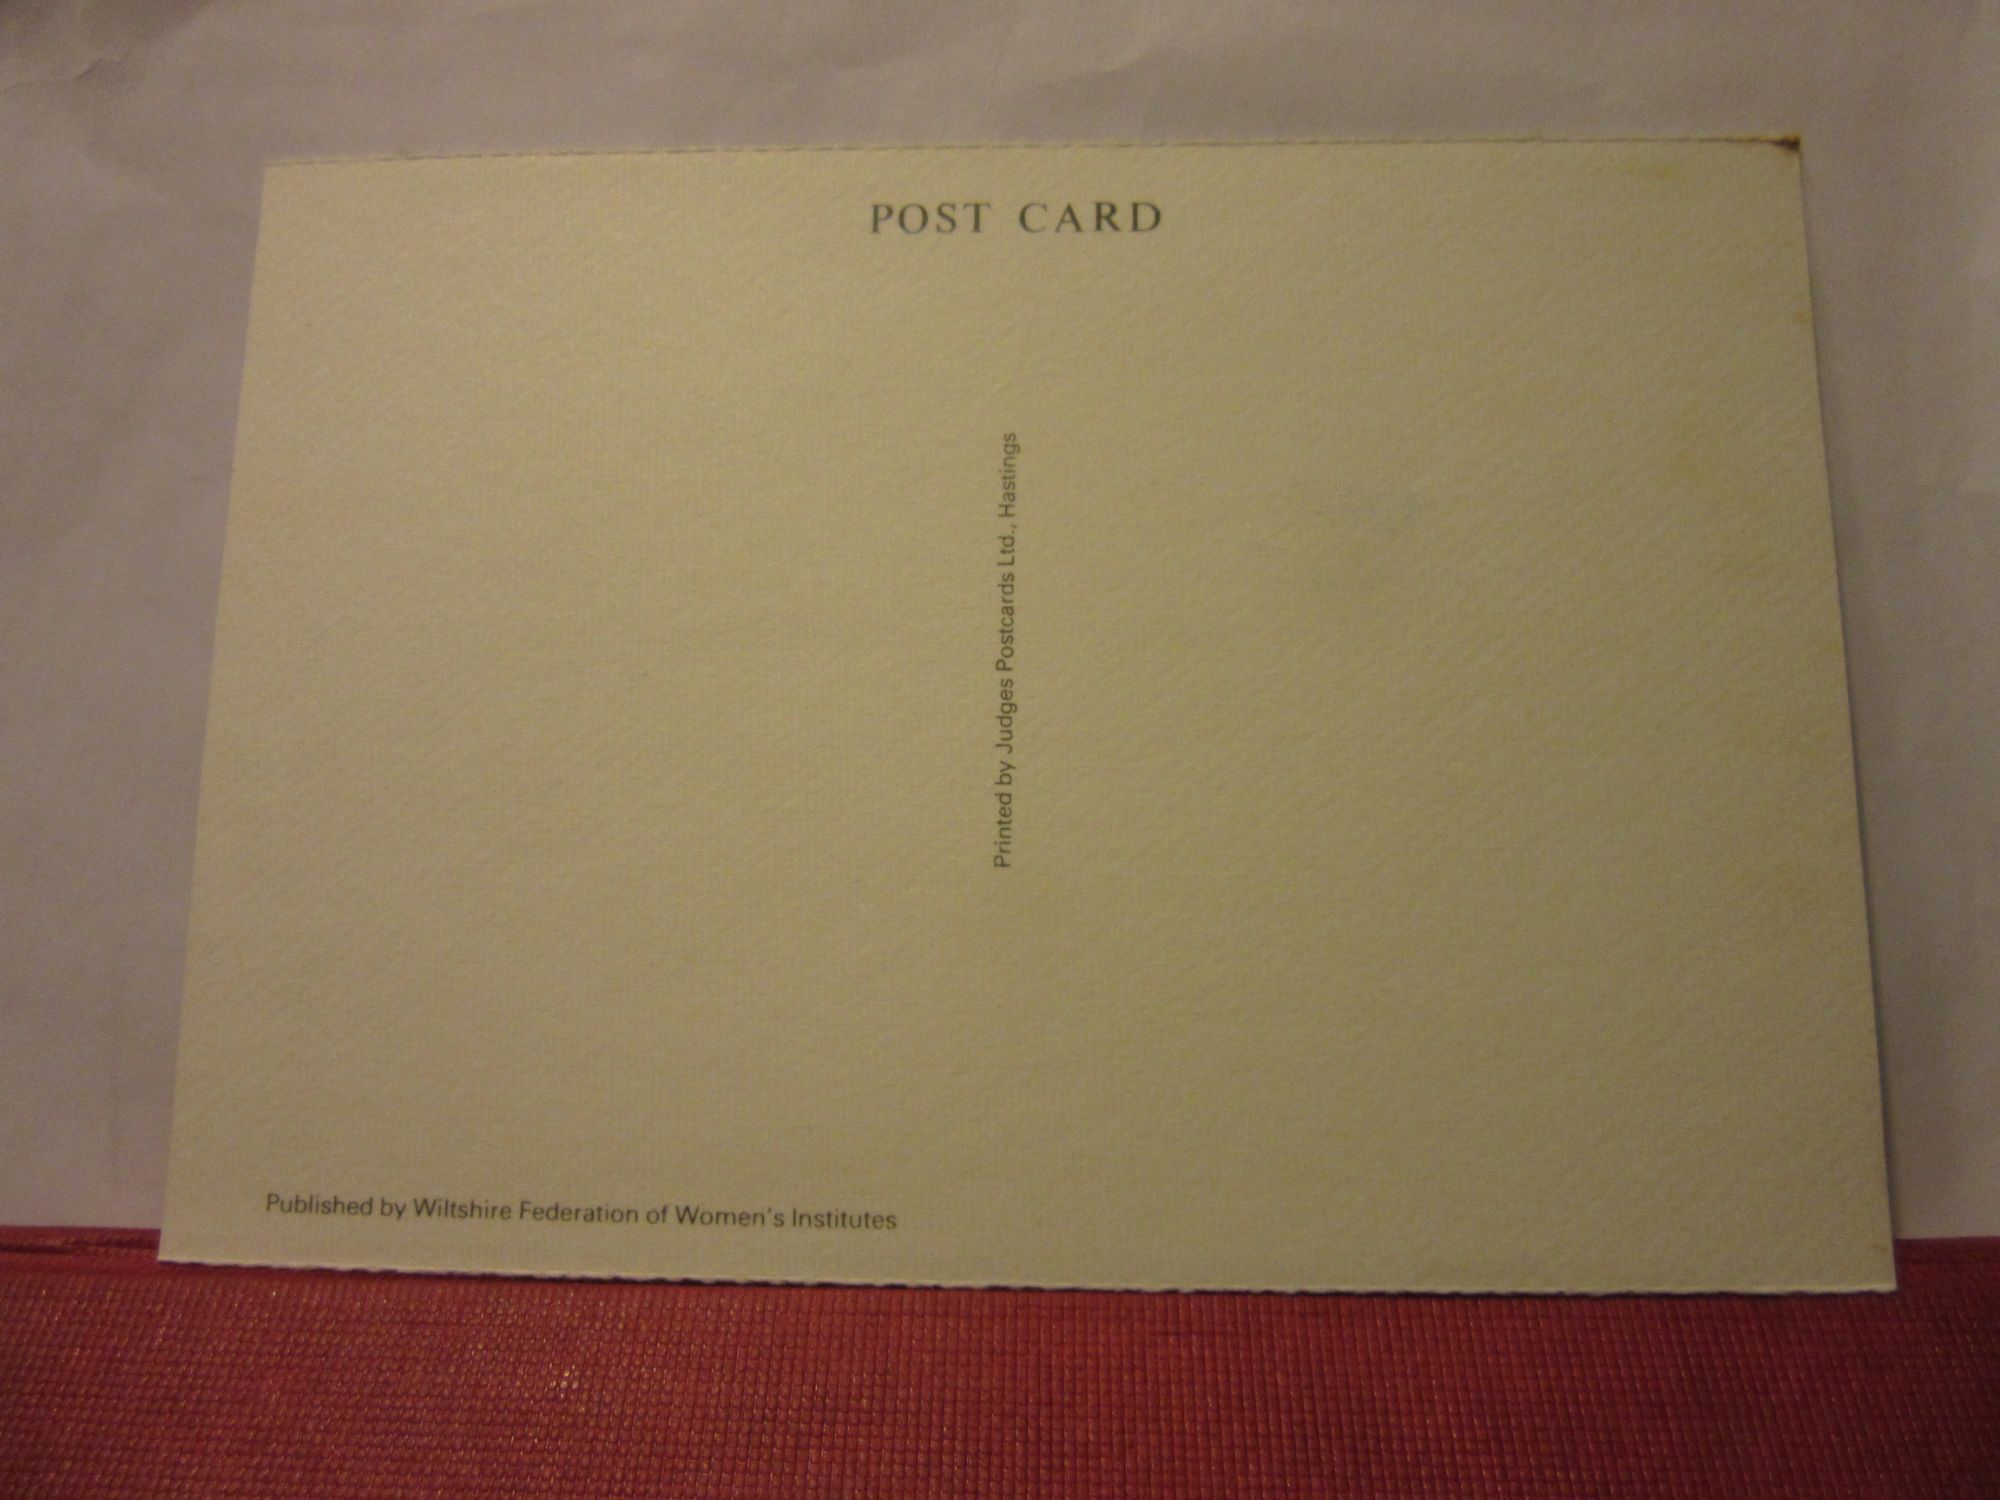 POST CARD
Printed by Judges Postcards Ltd., Hastings
Published by Wiltshire Federation of Women's Institutes